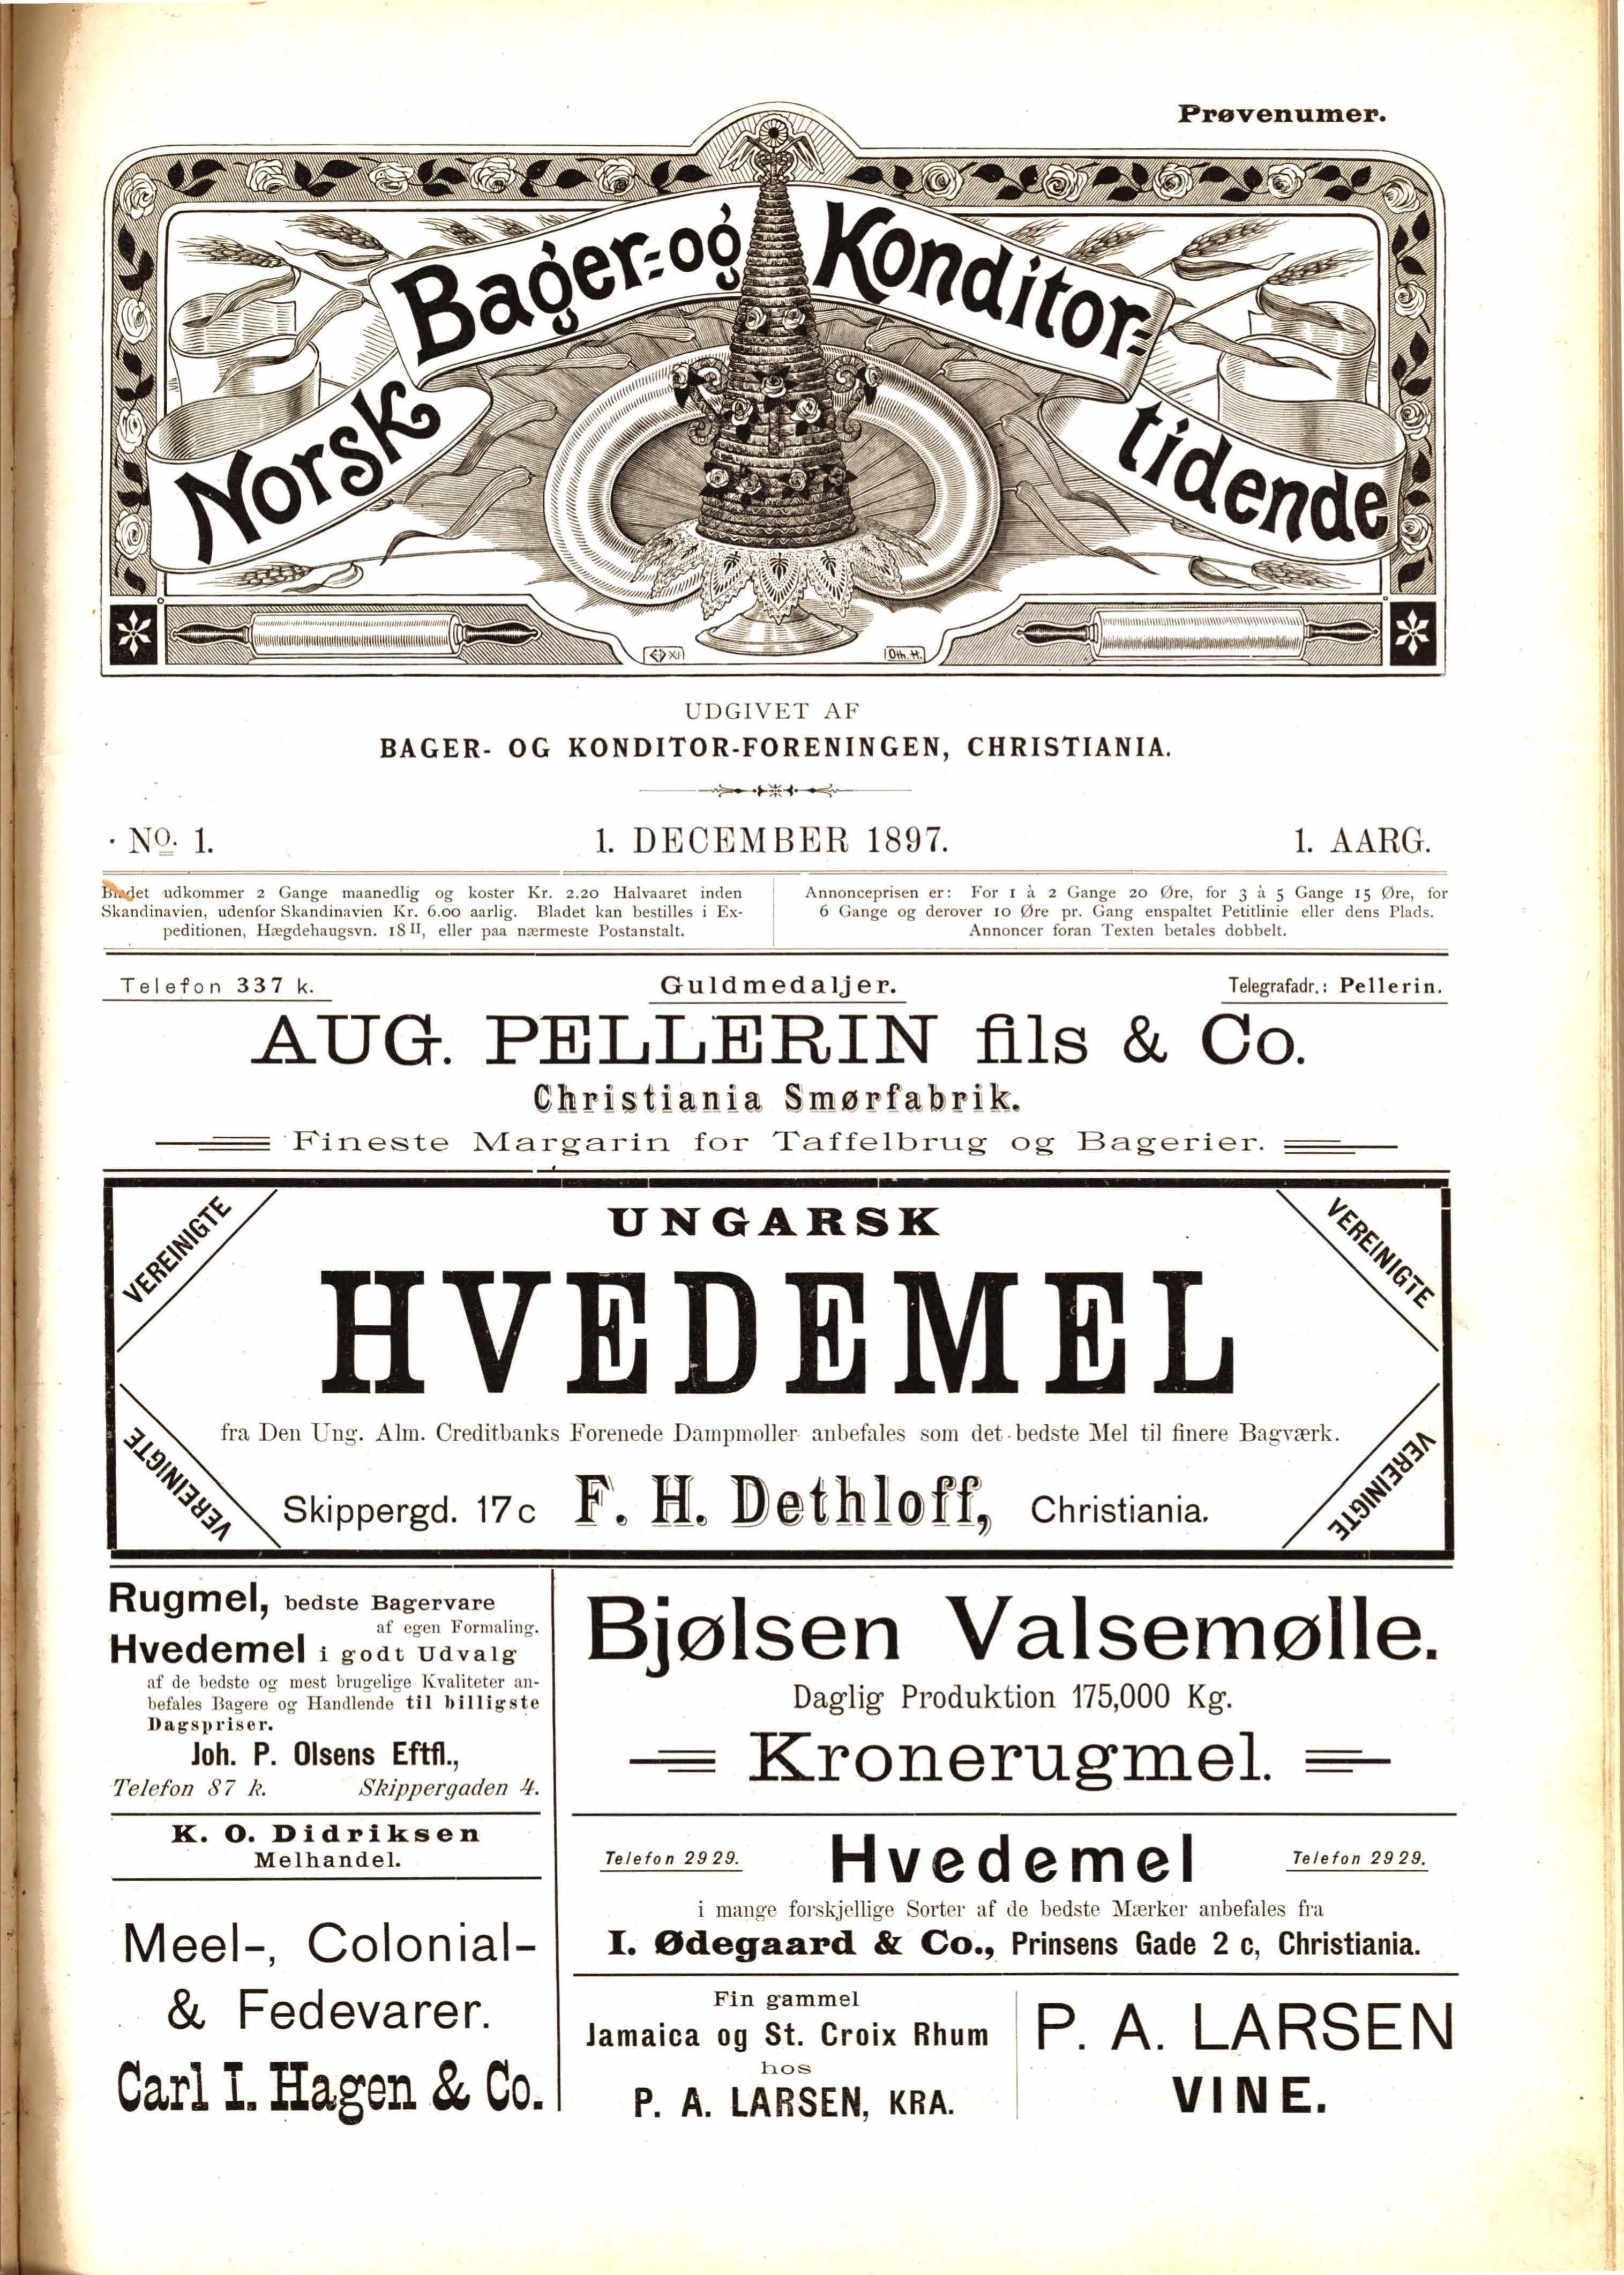 Prøvenumer.
Norsk Bager- og Konditor-
tidende
Oth. H.
UDGIVET AF
BAGER- OG KONDITOR-FORENINGEN, CHRISTIANIA.
No. 1. 1. DECEMBER 1897. 1. AARG.
Bladet udkommer 2 Gange maanedlig og koster Kr. 2.20 Halvaaret inden
Skandinavien, udenfor Skandinavien Kr. 6.00 aarlig. Bladet kan bestilles i Ex-
peditionen, Hægdehaugsvn. 18 II, eller paa nærmeste Postanstalt.
Annonceprisen er: For 1 à 2 Gange 20 Øre, for 3 à 5 Gange 15 Øre, for
6 Gange og derover 10 Øre pr. Gang enspaltet Petitlinie eller dens Plads.
Annoncer foran Texten betales dobbelt.
Telefon 337 k. Guldmedaljer. Telegrafadr.: Pellerin.
AUG. PELLERIN fils & Co.
Christiania Smørfabrik.
Fineste Margarin for Taffelbrug og Bagerier.
VEREINIGTE
VEREINIGTE
UNGARSK
HVEDEMEL
fra Den Ung. Alm. Creditbanks Forenede Dampmøller anbefales som det bedste Mel til finere Bagværk.
Skippergd. 17c F. H. Dethloff, Christiania.
VEREINIGTE
VEREINIGTE
Rugmel, bedste Bagervare
af egen Formaling.
Hvedemel i godt Udvalg
af de bedste og mest brugelige Kvaliteter an-
befales Bagere og Handlende til billigste
Dagspriser.
Joh. P. Olsens Eftfl.,
Telefon 87 k. Skippergaden 4.
K. O. Didriksen
Melhandel.
Meel-, Colonial-
& Fedevarer.
Carl I. Hagen & Co.
Bjølsen Valsemølle.
Daglig Produktion 175,000 Kg.
Kronerugmel.
Telefon 2929. Hvedemel Telefon 2929.
i mange forskjellige Sorter af de bedste Mærker anbefales fra
I. Ødegaard & Co., Prinsens Gade 2 c, Christiania.
Fin gammel
Jamaica og St. Croix Rhum
hos
P. A. LARSEN, KRA.
P. A. LARSEN
VINE.